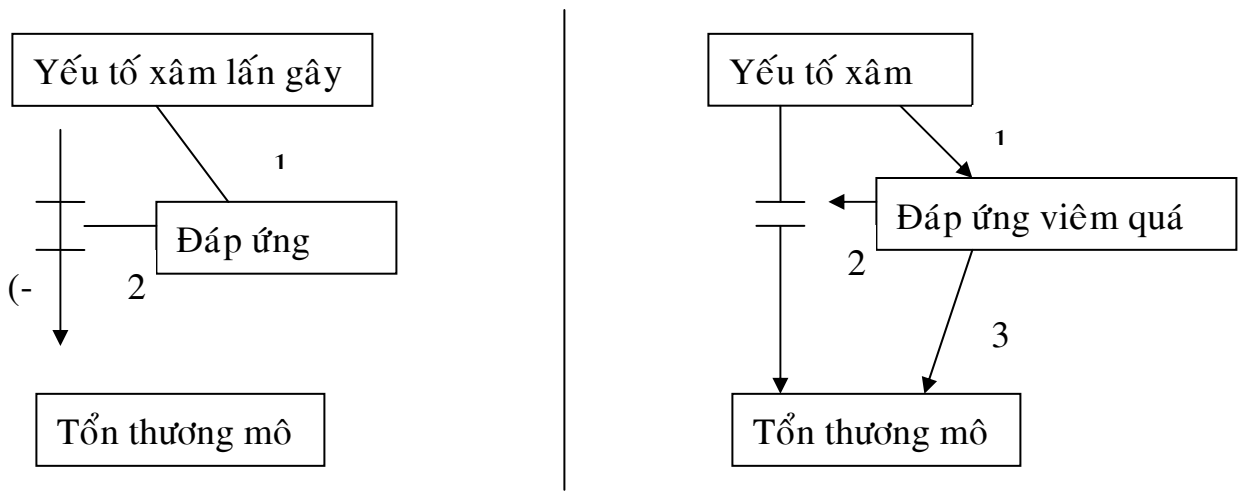 Yếu tố xâm lấn gây
1
Đáp ứng
(-
2
Tổn thương mô
Yếu tố xâm
1
Đáp ứng viêm quá
2
3
Tổn thương mô